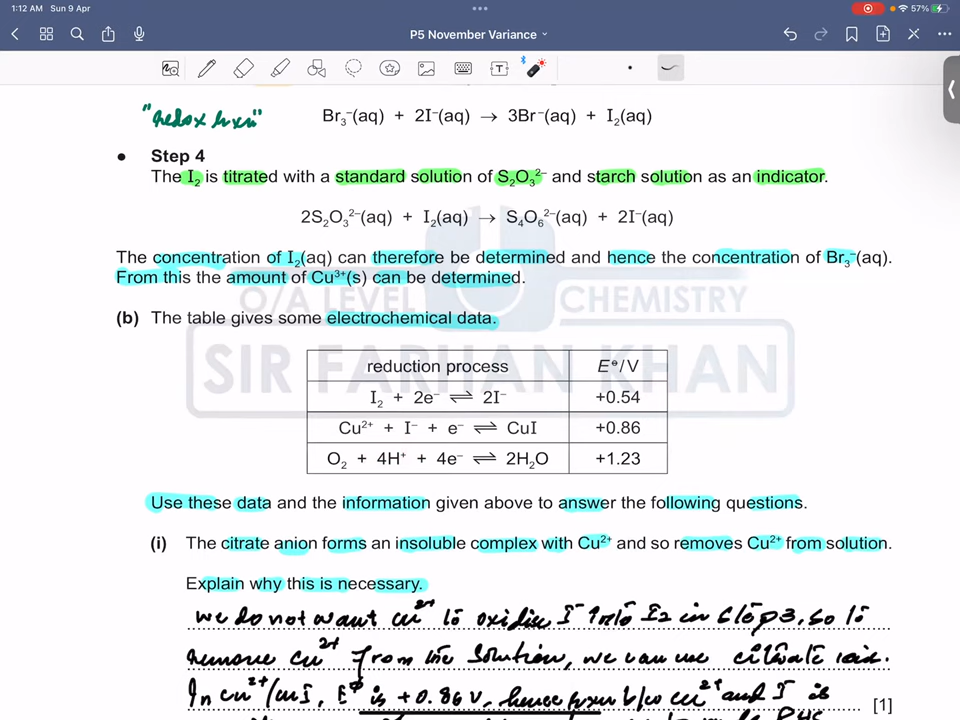 1:12 AM Sun 9 Apr
57%
P5 November Variance
"redox rxn"
Br₃⁻(aq) + 2I⁻(aq) → 3Br⁻(aq) + I₂(aq)
• Step 4
The I₂ is titrated with a standard solution of S₂O₃²⁻ and starch solution as an indicator.
2S₂O₃²⁻(aq) + I₂(aq) → S₄O₆²⁻(aq) + 2I⁻(aq)
The concentration of I₂(aq) can therefore be determined and hence the concentration of Br₃⁻(aq).
From this the amount of Cu³⁺(s) can be determined.
O/A LEVEL CHEMISTRY
(b) The table gives some electrochemical data.
SIR FARHAN KHAN
reduction process E⦵/V
I₂ + 2e⁻ ⇌ 2I⁻ +0.54
Cu²⁺ + I⁻ + e⁻ ⇌ CuI +0.86
O₂ + 4H⁺ + 4e⁻ ⇌ 2H₂O +1.23
Use these data and the information given above to answer the following questions.
(i) The citrate anion forms an insoluble complex with Cu²⁺ and so removes Cu²⁺ from solution.
Explain why this is necessary.
We do not want Cu²⁺ to oxidise I⁻ into I₂ in Step 3, so to
remove Cu²⁺ from the solution, we can use citrate ion.
In Cu²⁺/CuI, E⦵ is +0.86 V, hence rxn b/w Cu²⁺ and I⁻ is
[1]